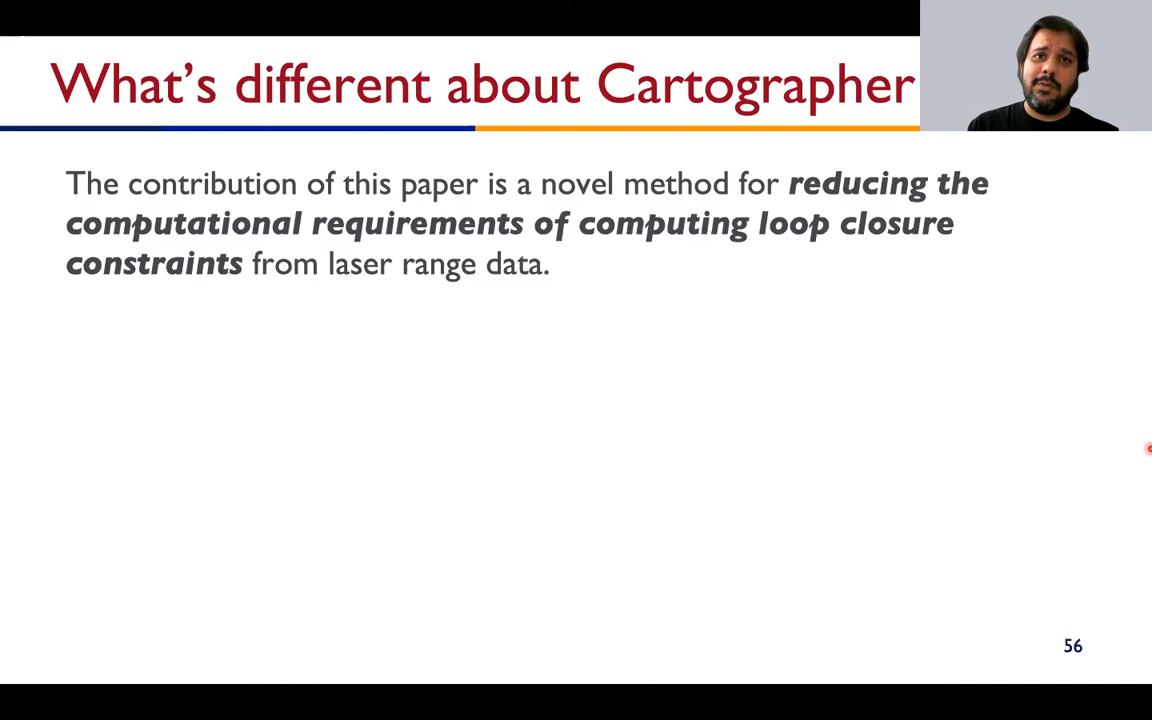 What's different about Cartographer
The contribution of this paper is a novel method for reducing the
computational requirements of computing loop closure
constraints from laser range data.
56